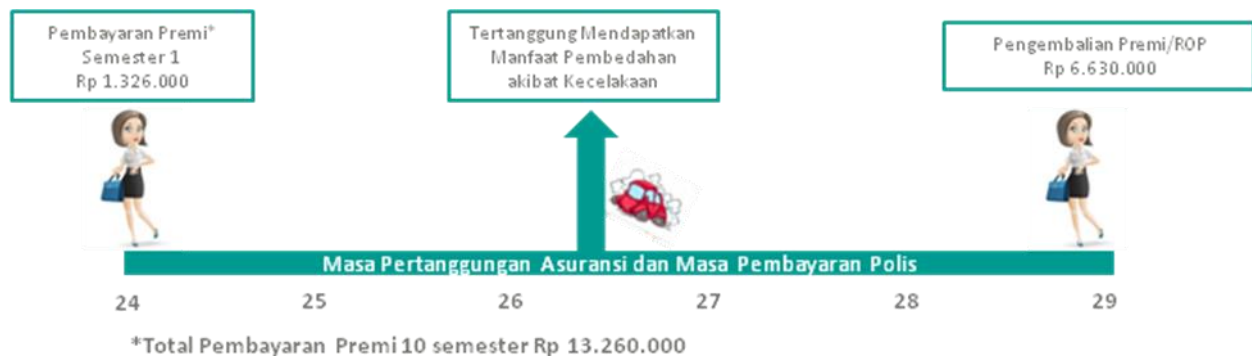 Pembayaran Premi*
Semester 1
Rp 1.326.000
Tertanggung Mendapatkan
Manfaat Pembedahan
akibat Kecelakaan
Pengembalian Premi/ROP
Rp 6.630.000
Masa Pertanggungan Asuransi dan Masa Pembayaran Polis
24 25 26 27 28 29
*Total Pembayaran Premi 10 semester Rp 13.260.000